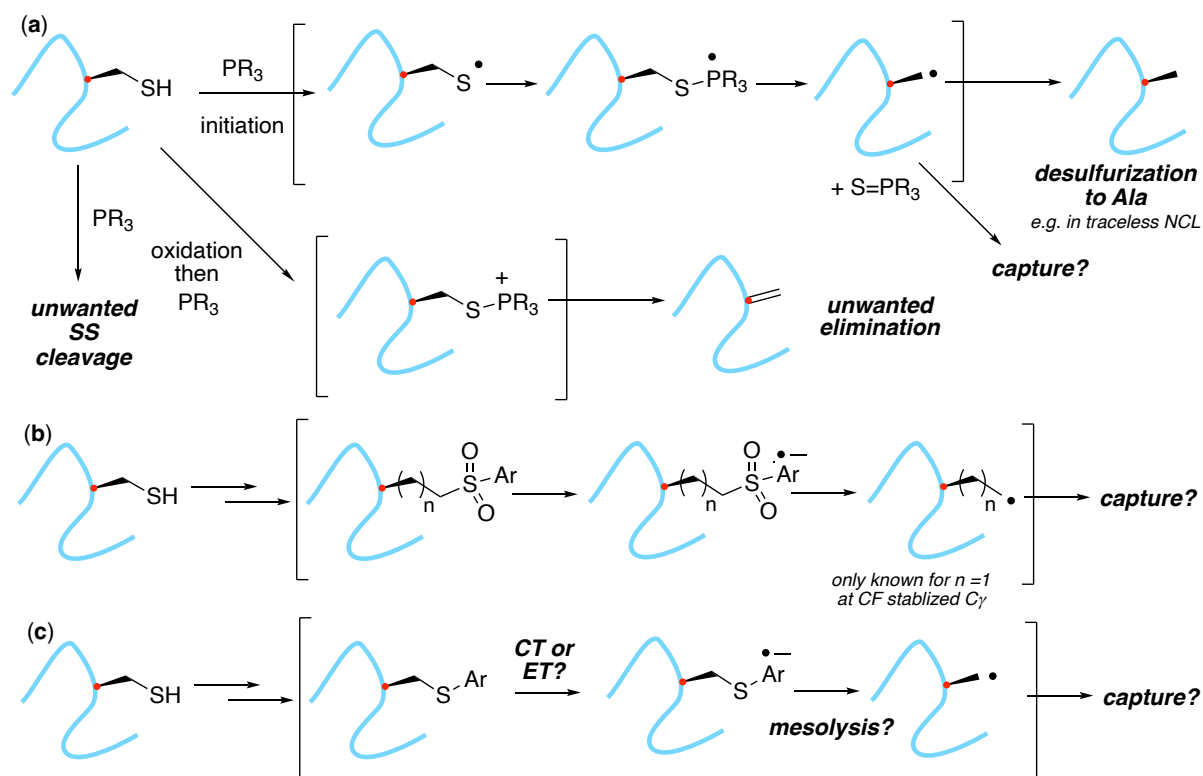 (a)
SH
PR3
initiation
S •
S–PR3 •
•
+ S=PR3
desulfurization
to Ala
e.g. in traceless NCL
capture?
PR3
unwanted
SS
cleavage
oxidation
then
PR3
S–PR3 +
unwanted
elimination
(b)
SH
( )n
O
S
O
Ar
( )n
O
S
O
Ar • –
( )n •
capture?
only known for n =1
at CF stablized Cγ
(c)
SH
S Ar
CT or
ET?
S Ar • –
mesolysis?
•
capture?